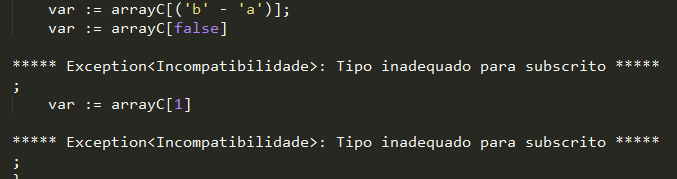 var := arrayC[('b' - 'a')];
var := arrayC[false]
***** Exception<Incompatibilidade>: Tipo inadequado para subscrito *****
;
var := arrayC[1]
***** Exception<Incompatibilidade>: Tipo inadequado para subscrito *****
;